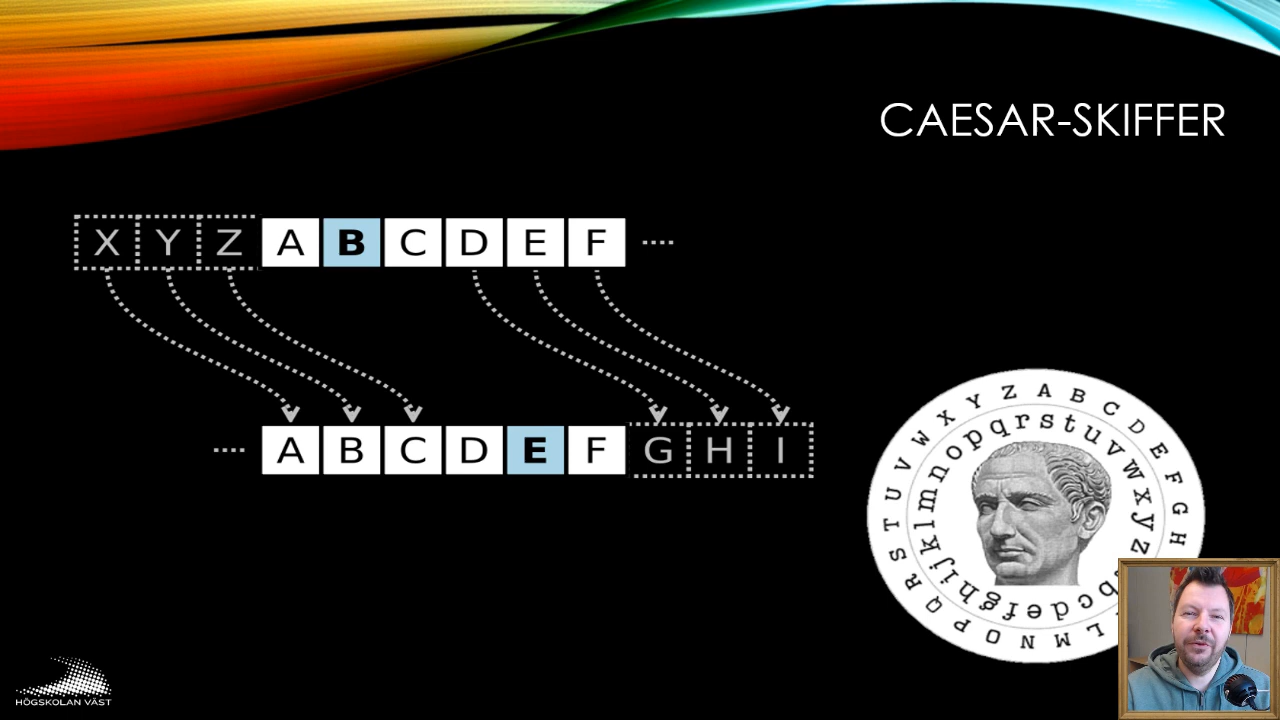 CAESAR-SKIFFER
X Y Z A B C D E F ....
.... A B C D E F G H I
Q R S T U V W X Y Z A B C D E F G H
L M N O P
d e f g h i j k l m n o p q r s t u v w x y z
b c
HÖGSKOLAN VÄST